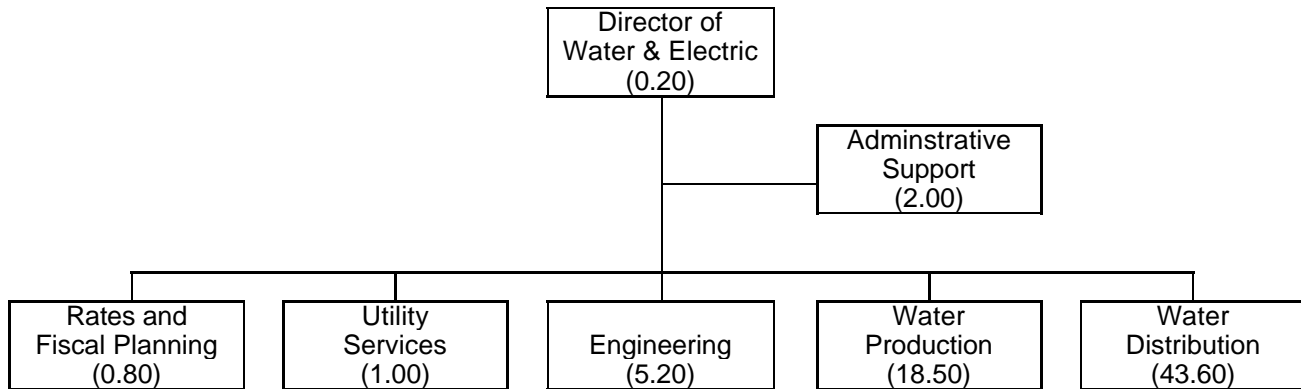 Director of
Water & Electric
(0.20)
Adminstrative
Support
(2.00)
Rates and
Fiscal Planning
(0.80)
Utility
Services
(1.00)
Engineering
(5.20)
Water
Production
(18.50)
Water
Distribution
(43.60)